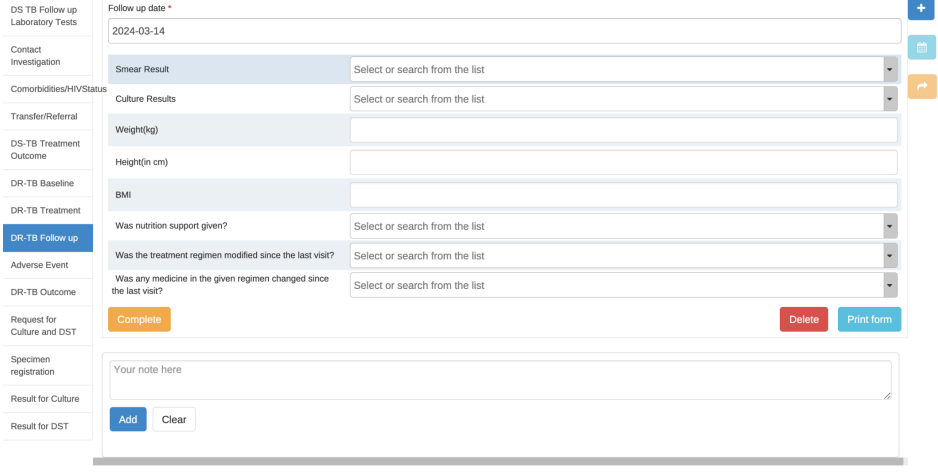 DS TB Follow up
Laboratory Tests
Contact
Investigation
Comorbidities/HIVStatus
Transfer/Referral
DS-TB Treatment
Outcome
DR-TB Baseline
DR-TB Treatment
DR-TB Follow up
Adverse Event
DR-TB Outcome
Request for
Culture and DST
Specimen
registration
Result for Culture
Result for DST
Follow up date *
2024-03-14
Smear Result
Select or search from the list
Culture Results
Select or search from the list
Weight(kg)
Height(in cm)
BMI
Was nutrition support given?
Select or search from the list
Was the treatment regimen modified since the last visit?
Select or search from the list
Was any medicine in the given regimen changed since
the last visit?
Select or search from the list
Complete
Delete
Print form
Your note here
Add
Clear